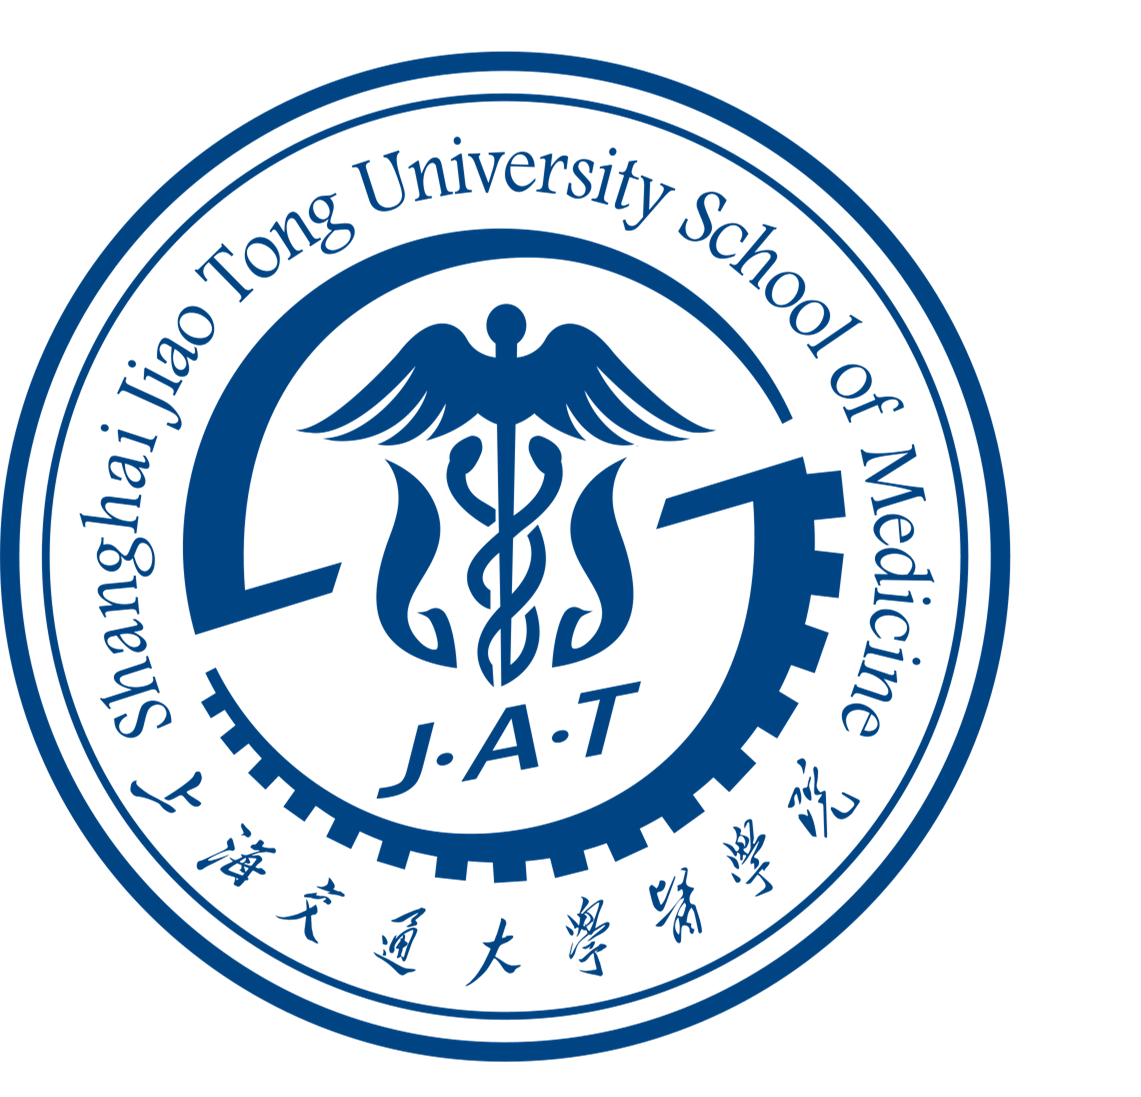 Shanghai Jiao Tong University School of Medicine
J·A·T
上海交通大學醫學院